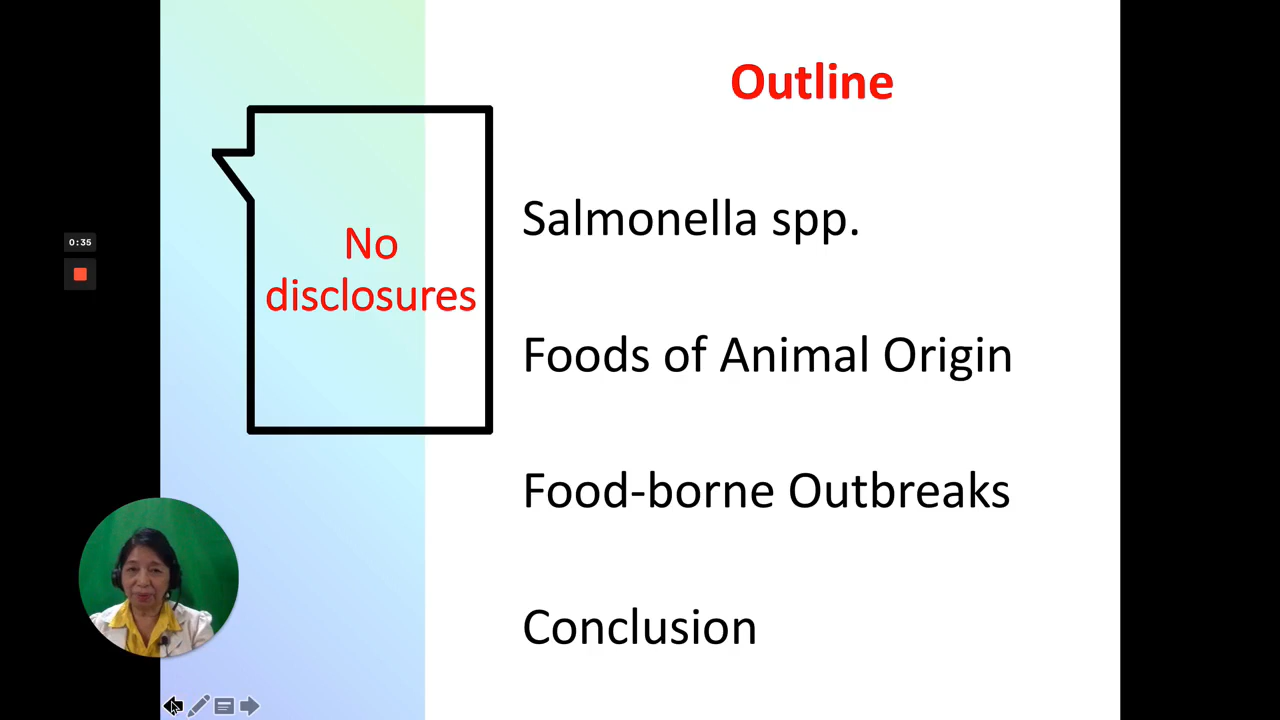 Outline
No
disclosures
Salmonella spp.
0:35
Foods of Animal Origin
Food-borne Outbreaks
Conclusion